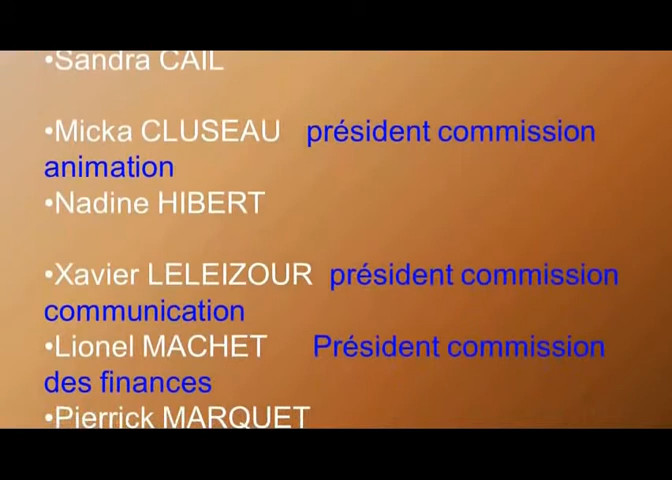 •Sandra CAIL
•Micka CLUSEAU président commission
animation
•Nadine HIBERT
•Xavier LELEIZOUR président commission
communication
•Lionel MACHET Président commission
des finances
•Pierrick MARQUET